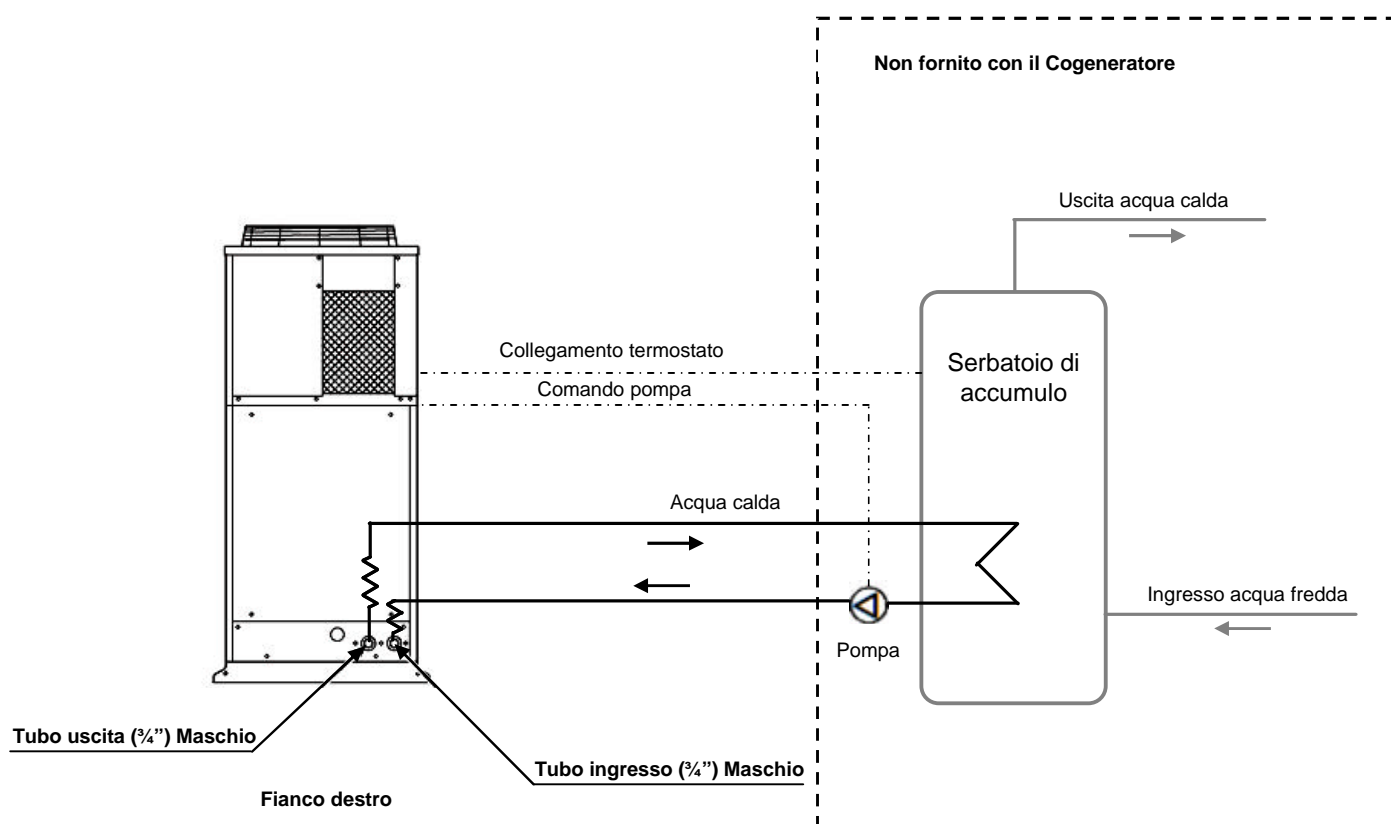 Non fornito con il Cogeneratore
Uscita acqua calda
Collegamento termostato
Serbatoio di
accumulo
Comando pompa
Acqua calda
Ingresso acqua fredda
Pompa
Tubo uscita (¾”) Maschio
Tubo ingresso (¾”) Maschio
Fianco destro